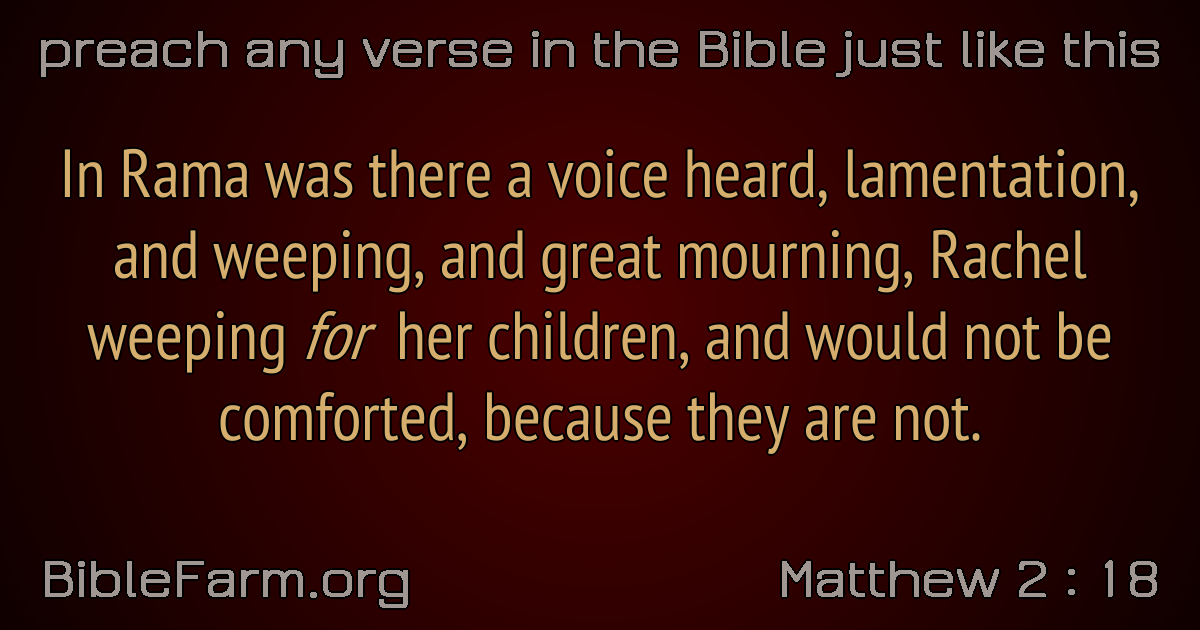 preach any verse in the Bible just like this
In Rama was there a voice heard, lamentation,
and weeping, and great mourning, Rachel
weeping for her children, and would not be
comforted, because they are not.
BibleFarm.org
Matthew 2 : 18